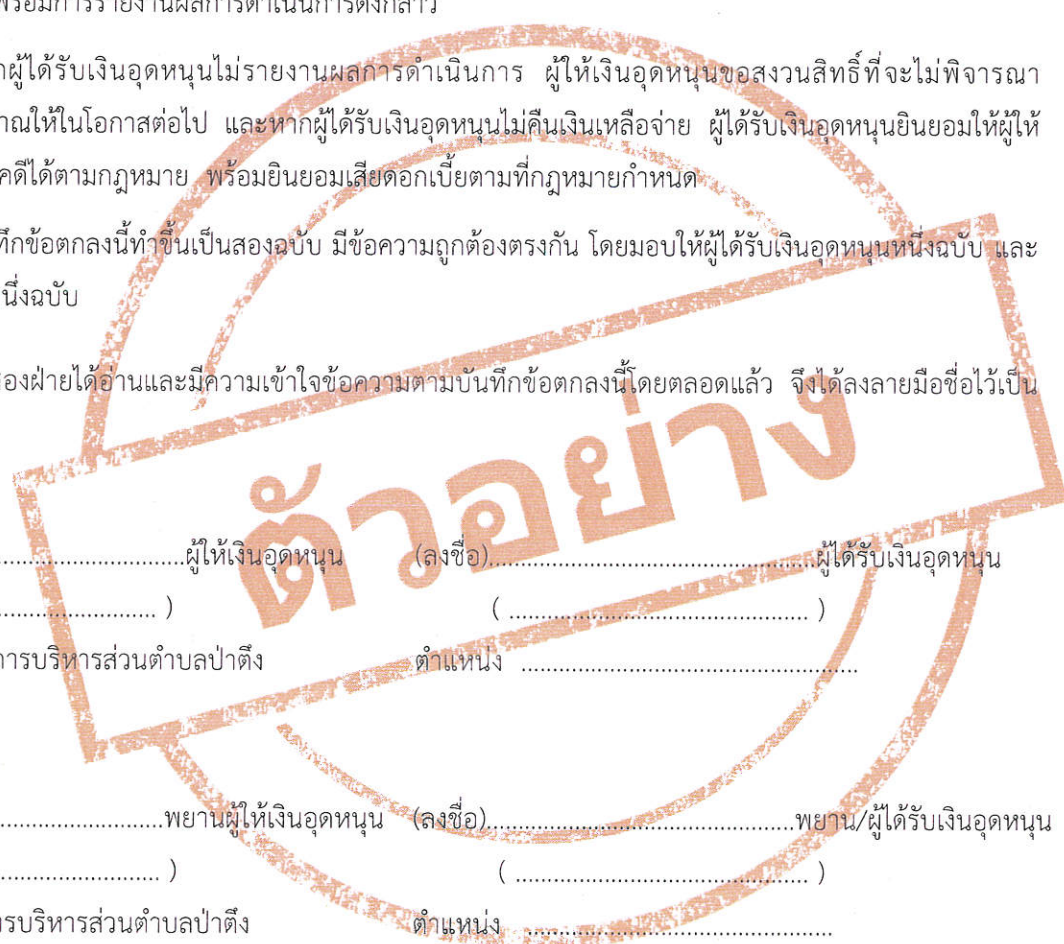 พร้อมการรายงานผลการดำเนินการดังกล่าว
ผู้ได้รับเงินอุดหนุนไม่รายงานผลการดำเนินการ ผู้ให้เงินอุดหนุนขอสงวนสิทธิ์ที่จะไม่พิจารณา
ให้ในโอกาสต่อไป และหากผู้ได้รับเงินอุดหนุนไม่คืนเงินเหลือจ่าย ผู้ได้รับเงินอุดหนุนยินยอมให้ผู้ให้
คดีได้ตามกฎหมาย พร้อมยินยอมเสียดอกเบี้ยตามที่กฎหมายกำหนด
ทึกข้อตกลงนี้ทำขึ้นเป็นสองฉบับ มีข้อความถูกต้องตรงกัน โดยมอบให้ผู้ได้รับเงินอุดหนุนหนึ่งฉบับ และ
นึ่งฉบับ
องฝ่ายได้อ่านและมีความเข้าใจข้อความตามบันทึกข้อตกลงนี้โดยตลอดแล้ว จึงได้ลงลายมือชื่อไว้เป็น
ตัวอย่าง
..............................ผู้ให้เงินอุดหนุน (ลงชื่อ)......................................................ผู้ได้รับเงินอุดหนุน
.......................... ) ( .................................................. )
การบริหารส่วนตำบลป่าตึง ตำแหน่ง ........................................................
...........................พยานผู้ให้เงินอุดหนุน (ลงชื่อ)...................................................พยาน/ผู้ได้รับเงินอุดหนุน
.......................... ) ( .................................................. )
ารบริหารส่วนตำบลป่าตึง ตำแหน่ง ...................................................